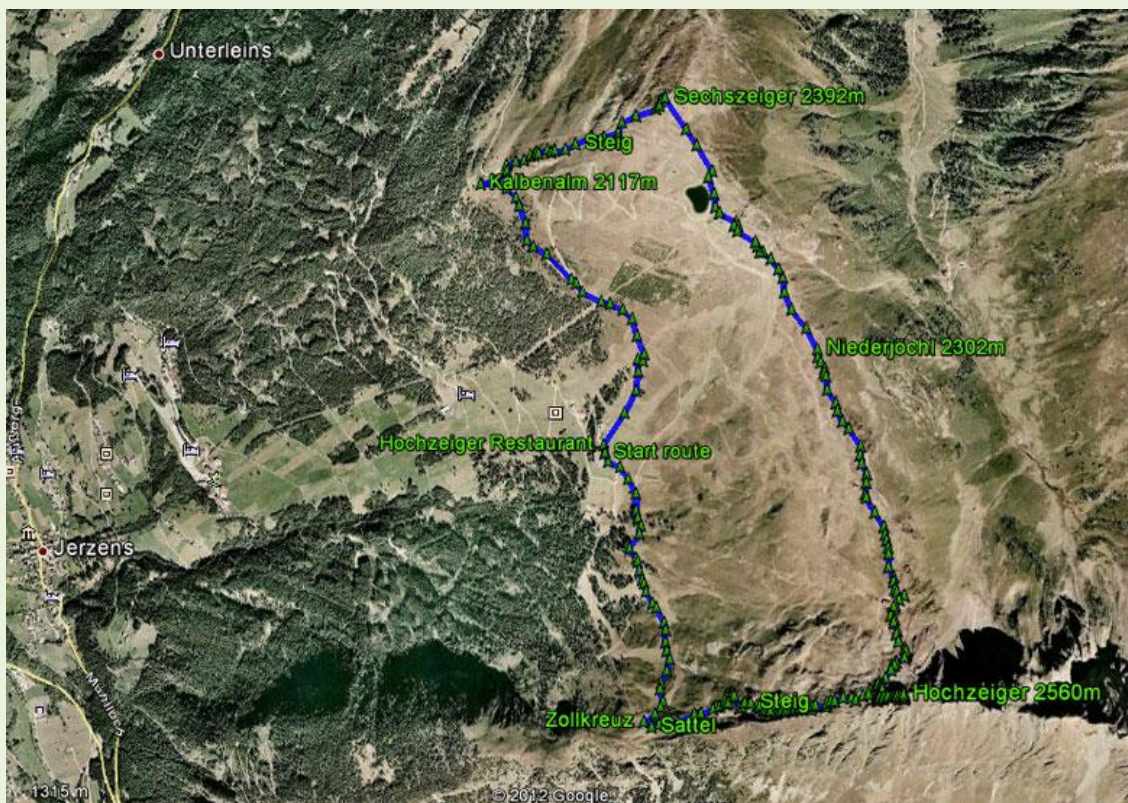 Unterleins
Sechszeiger 2392m
Steig
Kalbenalm 2117m
Niederjöchl 2302m
Hochzeiger Restaurant
Start route
Jerzens
Hochzeiger 2560m
Steig
Zollkreuz
Sattel
1315 m
© 2012 Google